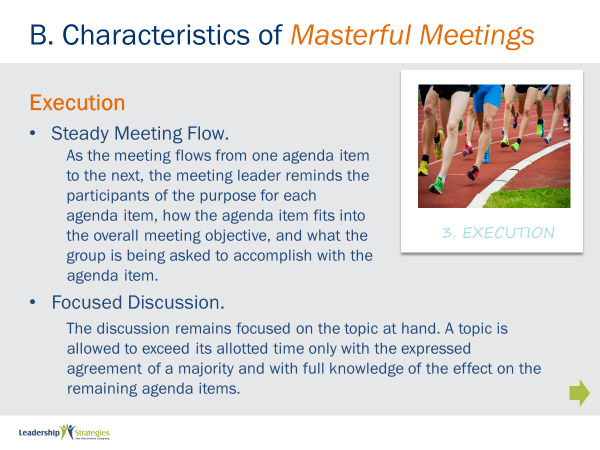 B. Characteristics of Masterful Meetings
Execution
• Steady Meeting Flow.
As the meeting flows from one agenda item
to the next, the meeting leader reminds the
participants of the purpose for each
agenda item, how the agenda item fits into
the overall meeting objective, and what the
group is being asked to accomplish with the
agenda item.
3. EXECUTION
• Focused Discussion.
The discussion remains focused on the topic at hand. A topic is
allowed to exceed its allotted time only with the expressed
agreement of a majority and with full knowledge of the effect on the
remaining agenda items.
Leadership Strategies
The Facilitation Company